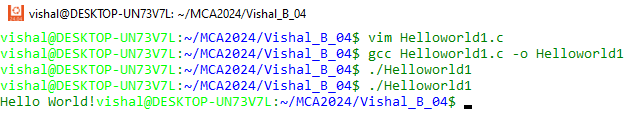 vishal@DESKTOP-UN73V7L: ~/MCA2024/Vishal_B_04
vishal@DESKTOP-UN73V7L:~/MCA2024/Vishal_B_04$ vim Helloworld1.c
vishal@DESKTOP-UN73V7L:~/MCA2024/Vishal_B_04$ gcc Helloworld1.c -o Helloworld1
vishal@DESKTOP-UN73V7L:~/MCA2024/Vishal_B_04$ ./Helloworld1
vishal@DESKTOP-UN73V7L:~/MCA2024/Vishal_B_04$ ./Helloworld1
Hello World!vishal@DESKTOP-UN73V7L:~/MCA2024/Vishal_B_04$